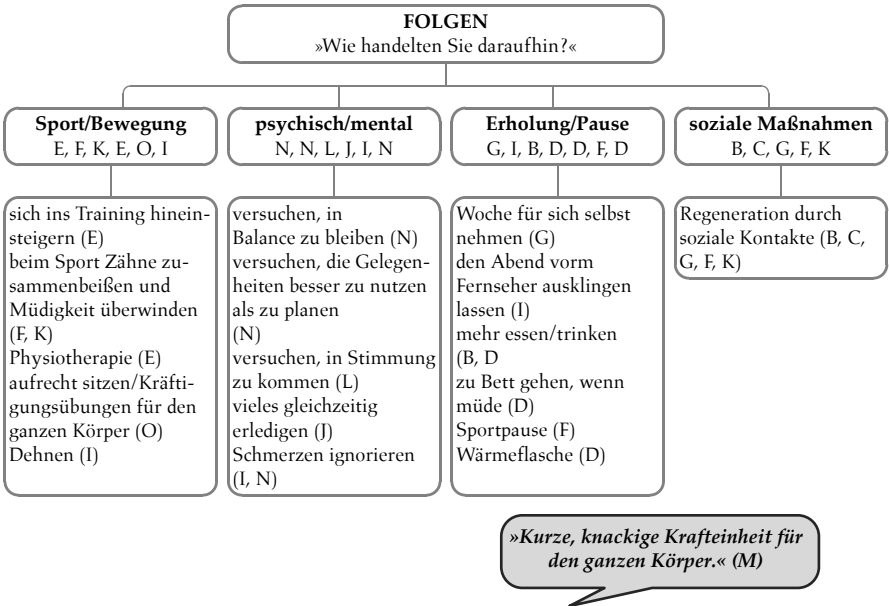 FOLGEN
»Wie handelten Sie daraufhin?«
Sport/Bewegung
E, F, K, E, O, I
psychisch/mental
N, N, L, J, I, N
Erholung/Pause
G, I, B, D, D, F, D
soziale Maßnahmen
B, C, G, F, K
sich ins Training hinein-
steigern (E)
beim Sport Zähne zu-
sammenbeißen und
Müdigkeit überwinden
(F, K)
Physiotherapie (E)
aufrecht sitzen/Kräfti-
gungsübungen für den
ganzen Körper (O)
Dehnen (I)
versuchen, in
Balance zu bleiben (N)
versuchen, die Gelegen-
heiten besser zu nutzen
als zu planen
(N)
versuchen, in Stimmung
zu kommen (L)
vieles gleichzeitig
erledigen (J)
Schmerzen ignorieren
(I, N)
Woche für sich selbst
nehmen (G)
den Abend vorm
Fernseher ausklingen
lassen (I)
mehr essen/trinken
(B, D
zu Bett gehen, wenn
müde (D)
Sportpause (F)
Wärmeflasche (D)
Regeneration durch
soziale Kontakte (B, C,
G, F, K)
»Kurze, knackige Krafteinheit für
den ganzen Körper.« (M)